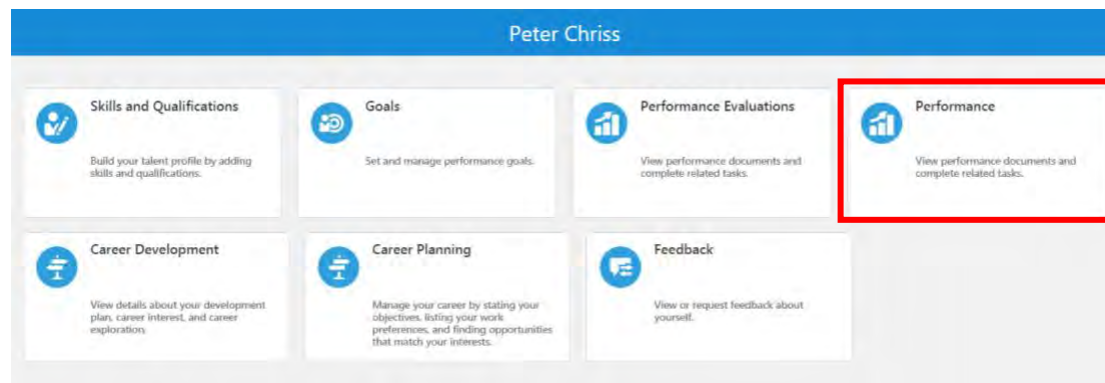 Peter Chriss
Skills and Qualifications
Build your talent profile by adding
skills and qualifications.
Goals
Set and manage performance goals.
Performance Evaluations
View performance documents and
complete related tasks.
Performance
View performance documents and
complete related tasks.
Career Development
View details about your development
plan, career interest, and career
exploration.
Career Planning
Manage your career by stating your
objectives, listing your work
preferences, and finding opportunities
that match your interests.
Feedback
View or request feedback about
yourself.